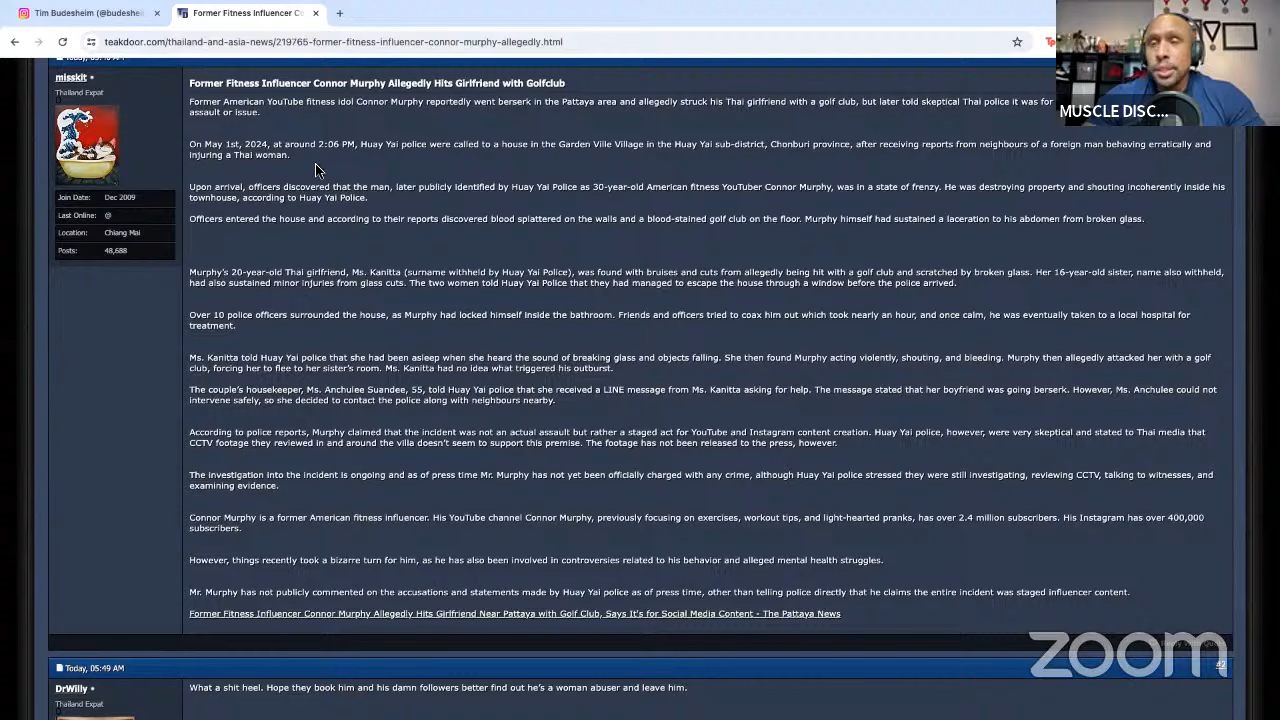 Tim Budesheim (@budeshe
Former Fitness Influencer C
teakdoor.com/thailand-and-asia-news/219765-former-fitness-influencer-connor-murphy-allegedly.html
MUSCLE DISC...
misskit
Thailand Expat
Join Date: Dec 2009
Last Online: @
Location: Chiang Mai
Posts: 48,688
Former Fitness Influencer Connor Murphy Allegedly Hits Girlfriend with Golfclub
Former American YouTube fitness idol Connor Murphy reportedly went berserk in the Pattaya area and allegedly struck his Thai girlfriend with a golf club, but later told skeptical Thai police it was for
assault or issue.
On May 1st, 2024, at around 2:06 PM, Huay Yai police were called to a house in the Garden Ville Village in the Huay Yai sub-district, Chonburi province, after receiving reports from neighbours of a foreign man behaving erratically and
injuring a Thai woman.
Upon arrival, officers discovered that the man, later publicly identified by Huay Yai Police as 30-year-old American fitness YouTuber Connor Murphy, was in a state of frenzy. He was destroying property and shouting incoherently inside his
townhouse, according to Huay Yai Police.
Officers entered the house and according to their reports discovered blood splattered on the walls and a blood-stained golf club on the floor. Murphy himself had sustained a laceration to his abdomen from broken glass.
Murphy's 20-year-old Thai girlfriend, Ms. Kanitta (surname withheld by Huay Yai Police), was found with bruises and cuts from allegedly being hit with a golf club and scratched by broken glass. Her 16-year-old sister, name also withheld,
had also sustained minor injuries from glass cuts. The two women told Huay Yai Police that they had managed to escape the house through a window before the police arrived.
Over 10 police officers surrounded the house, as Murphy had locked himself inside the bathroom. Friends and officers tried to coax him out which took nearly an hour, and once calm, he was eventually taken to a local hospital for
treatment.
Ms. Kanitta told Huay Yai police that she had been asleep when she heard the sound of breaking glass and objects falling. She then found Murphy acting violently, shouting, and bleeding. Murphy then allegedly attacked her with a golf
club, forcing her to flee to her sister's room. Ms. Kanitta had no idea what triggered his outburst.
The couple's housekeeper, Ms. Anchulee Suandee, 55, told Huay Yai police that she received a LINE message from Ms. Kanitta asking for help. The message stated that her boyfriend was going berserk. However, Ms. Anchulee could not
intervene safely, so she decided to contact the police along with neighbours nearby.
According to police reports, Murphy claimed that the incident was not an actual assault but rather a staged act for YouTube and Instagram content creation. Huay Yai police, however, were very skeptical and stated to Thai media that
CCTV footage they reviewed in and around the villa doesn't seem to support this premise. The footage has not been released to the press, however.
The investigation into the incident is ongoing and as of press time Mr. Murphy has not yet been officially charged with any crime, although Huay Yai police stressed they were still investigating, reviewing CCTV, talking to witnesses, and
examining evidence.
Connor Murphy is a former American fitness influencer. His YouTube channel Connor Murphy, previously focusing on exercises, workout tips, and light-hearted pranks, has over 2.4 million subscribers. His Instagram has over 400,000
subscribers.
However, things recently took a bizarre turn for him, as he has also been involved in controversies related to his behavior and alleged mental health struggles.
Mr. Murphy has not publicly commented on the accusations and statements made by Huay Yai police as of press time, other than telling police directly that he claims the entire incident was staged influencer content.
Former Fitness Influencer Connor Murphy Allegedly Hits Girlfriend Near Pattaya with Golf Club, Says It's for Social Media Content - The Pattaya News
zoom
Today, 05:49 AM
#2
DrWilly
Thailand Expat
What a shit heel. Hope they book him and his damn followers better find out he's a woman abuser and leave him.